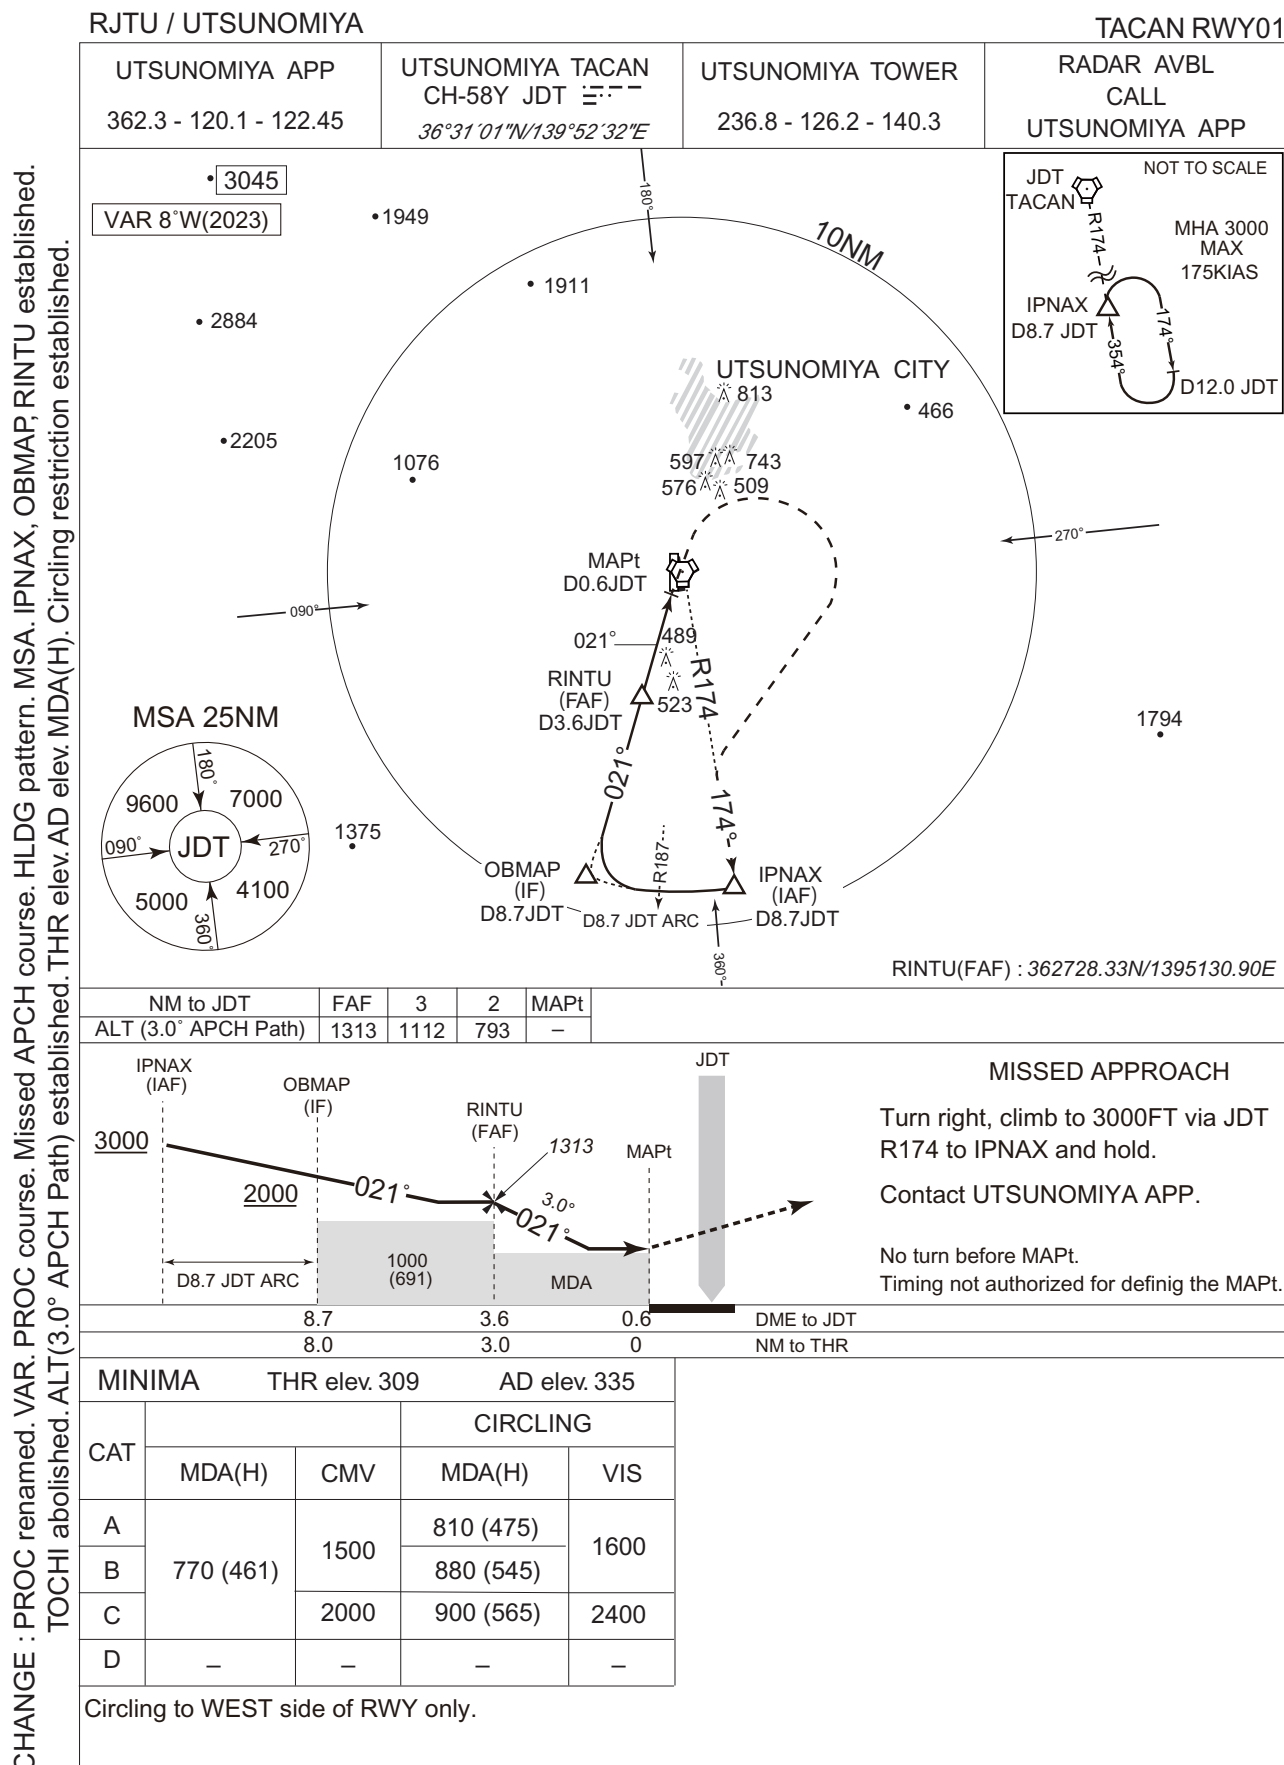 RJTU / UTSUNOMIYA
TACAN RWY01
UTSUNOMIYA APP
362.3 - 120.1 - 122.45
UTSUNOMIYA TACAN
CH-58Y JDT
36°31´01"N/139°52´32"E
UTSUNOMIYA TOWER
236.8 - 126.2 - 140.3
RADAR AVBL
CALL
UTSUNOMIYA APP
CHANGE : PROC renamed. VAR. PROC course. Missed APCH course. HLDG pattern. MSA. IPNAX, OBMAP, RINTU established.
TOCHI abolished. ALT(3.0° APCH Path) established. THR elev. AD elev. MDA(H). Circling restriction established.
3045
VAR 8°W(2023)
1949
180°
10NM
1911
2884
UTSUNOMIYA CITY
813
466
2205
1076
597
743
576
509
NOT TO SCALE
JDT
TACAN
R174
MHA 3000
MAX
175KIAS
IPNAX
D8.7 JDT
174°
354°
D12.0 JDT
270°
MAPt
D0.6JDT
090°
021°
489
RINTU
(FAF)
D3.6JDT
523
R174
021°
174°
1794
MSA 25NM
180°
9600
7000
090°
JDT
270°
5000
4100
360°
1375
R187
OBMAP
(IF)
D8.7JDT
D8.7 JDT ARC
IPNAX
(IAF)
D8.7JDT
360°
RINTU(FAF) : 362728.33N/1395130.90E
NM to JDT FAF 3 2 MAPt
ALT (3.0° APCH Path) 1313 1112 793 –
IPNAX
(IAF)
OBMAP
(IF)
RINTU
(FAF)
1313
MAPt
JDT
3000
2000
021°
3.0°
021°
D8.7 JDT ARC
1000
(691)
MDA
8.7 3.6 0.6 DME to JDT
8.0 3.0 0 NM to THR
MISSED APPROACH
Turn right, climb to 3000FT via JDT
R174 to IPNAX and hold.
Contact UTSUNOMIYA APP.
No turn before MAPt.
Timing not authorized for definig the MAPt.
MINIMA THR elev. 309 AD elev. 335
CAT
CIRCLING
MDA(H) CMV MDA(H) VIS
A 770 (461) 1500 810 (475) 1600
B 880 (545)
C 2000 900 (565) 2400
D – – – –
Circling to WEST side of RWY only.